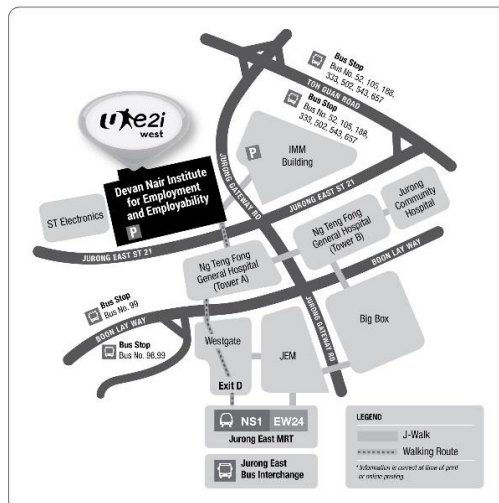 Bus Stop
Bus No. 52, 105, 188,
333, 502, 543, 657
TOH GUAN ROAD
Bus Stop
Bus No. 52, 105, 188,
333, 502, 543, 657
e2i
west
P
IMM
Building
JURONG GATEWAY RD
Devan Nair Institute
for Employment
and Employability
P
ST Electronics
JURONG EAST ST 21
JURONG EAST ST 21
Jurong
Community
Hospital
Ng Teng Fong
General Hospital
(Tower B)
Ng Teng Fong
General Hospital
(Tower A)
BOON LAY WAY
JURONG GATEWAY RD
Bus Stop
Bus No. 99
BOON LAY WAY
Bus Stop
Bus No. 98,99
Westgate
JEM
Big Box
Exit D
NS1 EW24
Jurong East MRT
Jurong East
Bus Interchange
LEGEND
J-Walk
Walking Route
* Information is correct at time of print
or online posting.